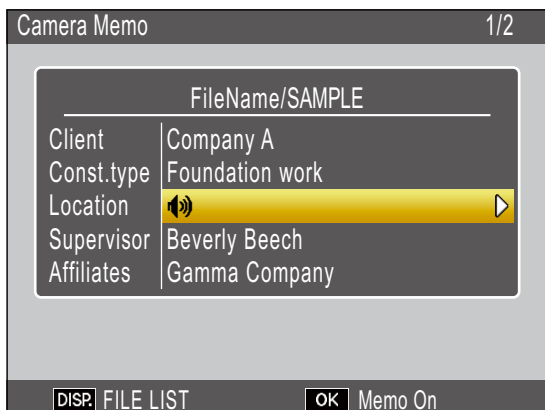 Camera Memo 1/2
FileName/SAMPLE
Client Company A
Const.type Foundation work
Location
Supervisor Beverly Beech
Affiliates Gamma Company
DISP. FILE LIST OK Memo On